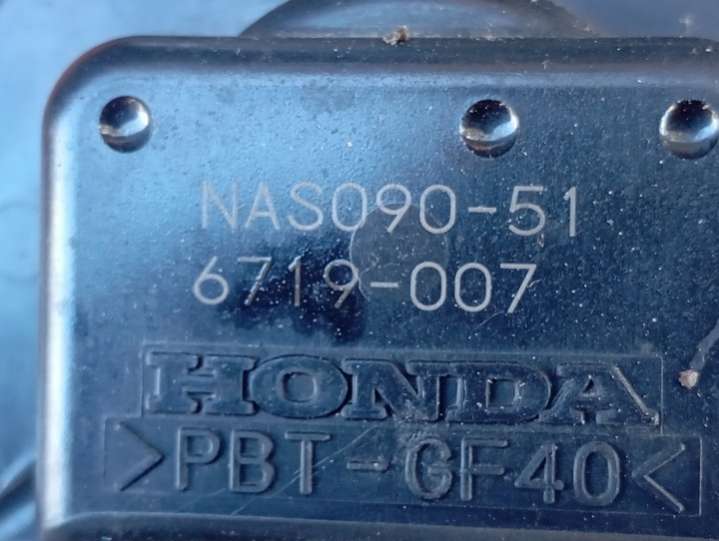 NAS090-51
6719-007
HONDA
>PBT-GF40<